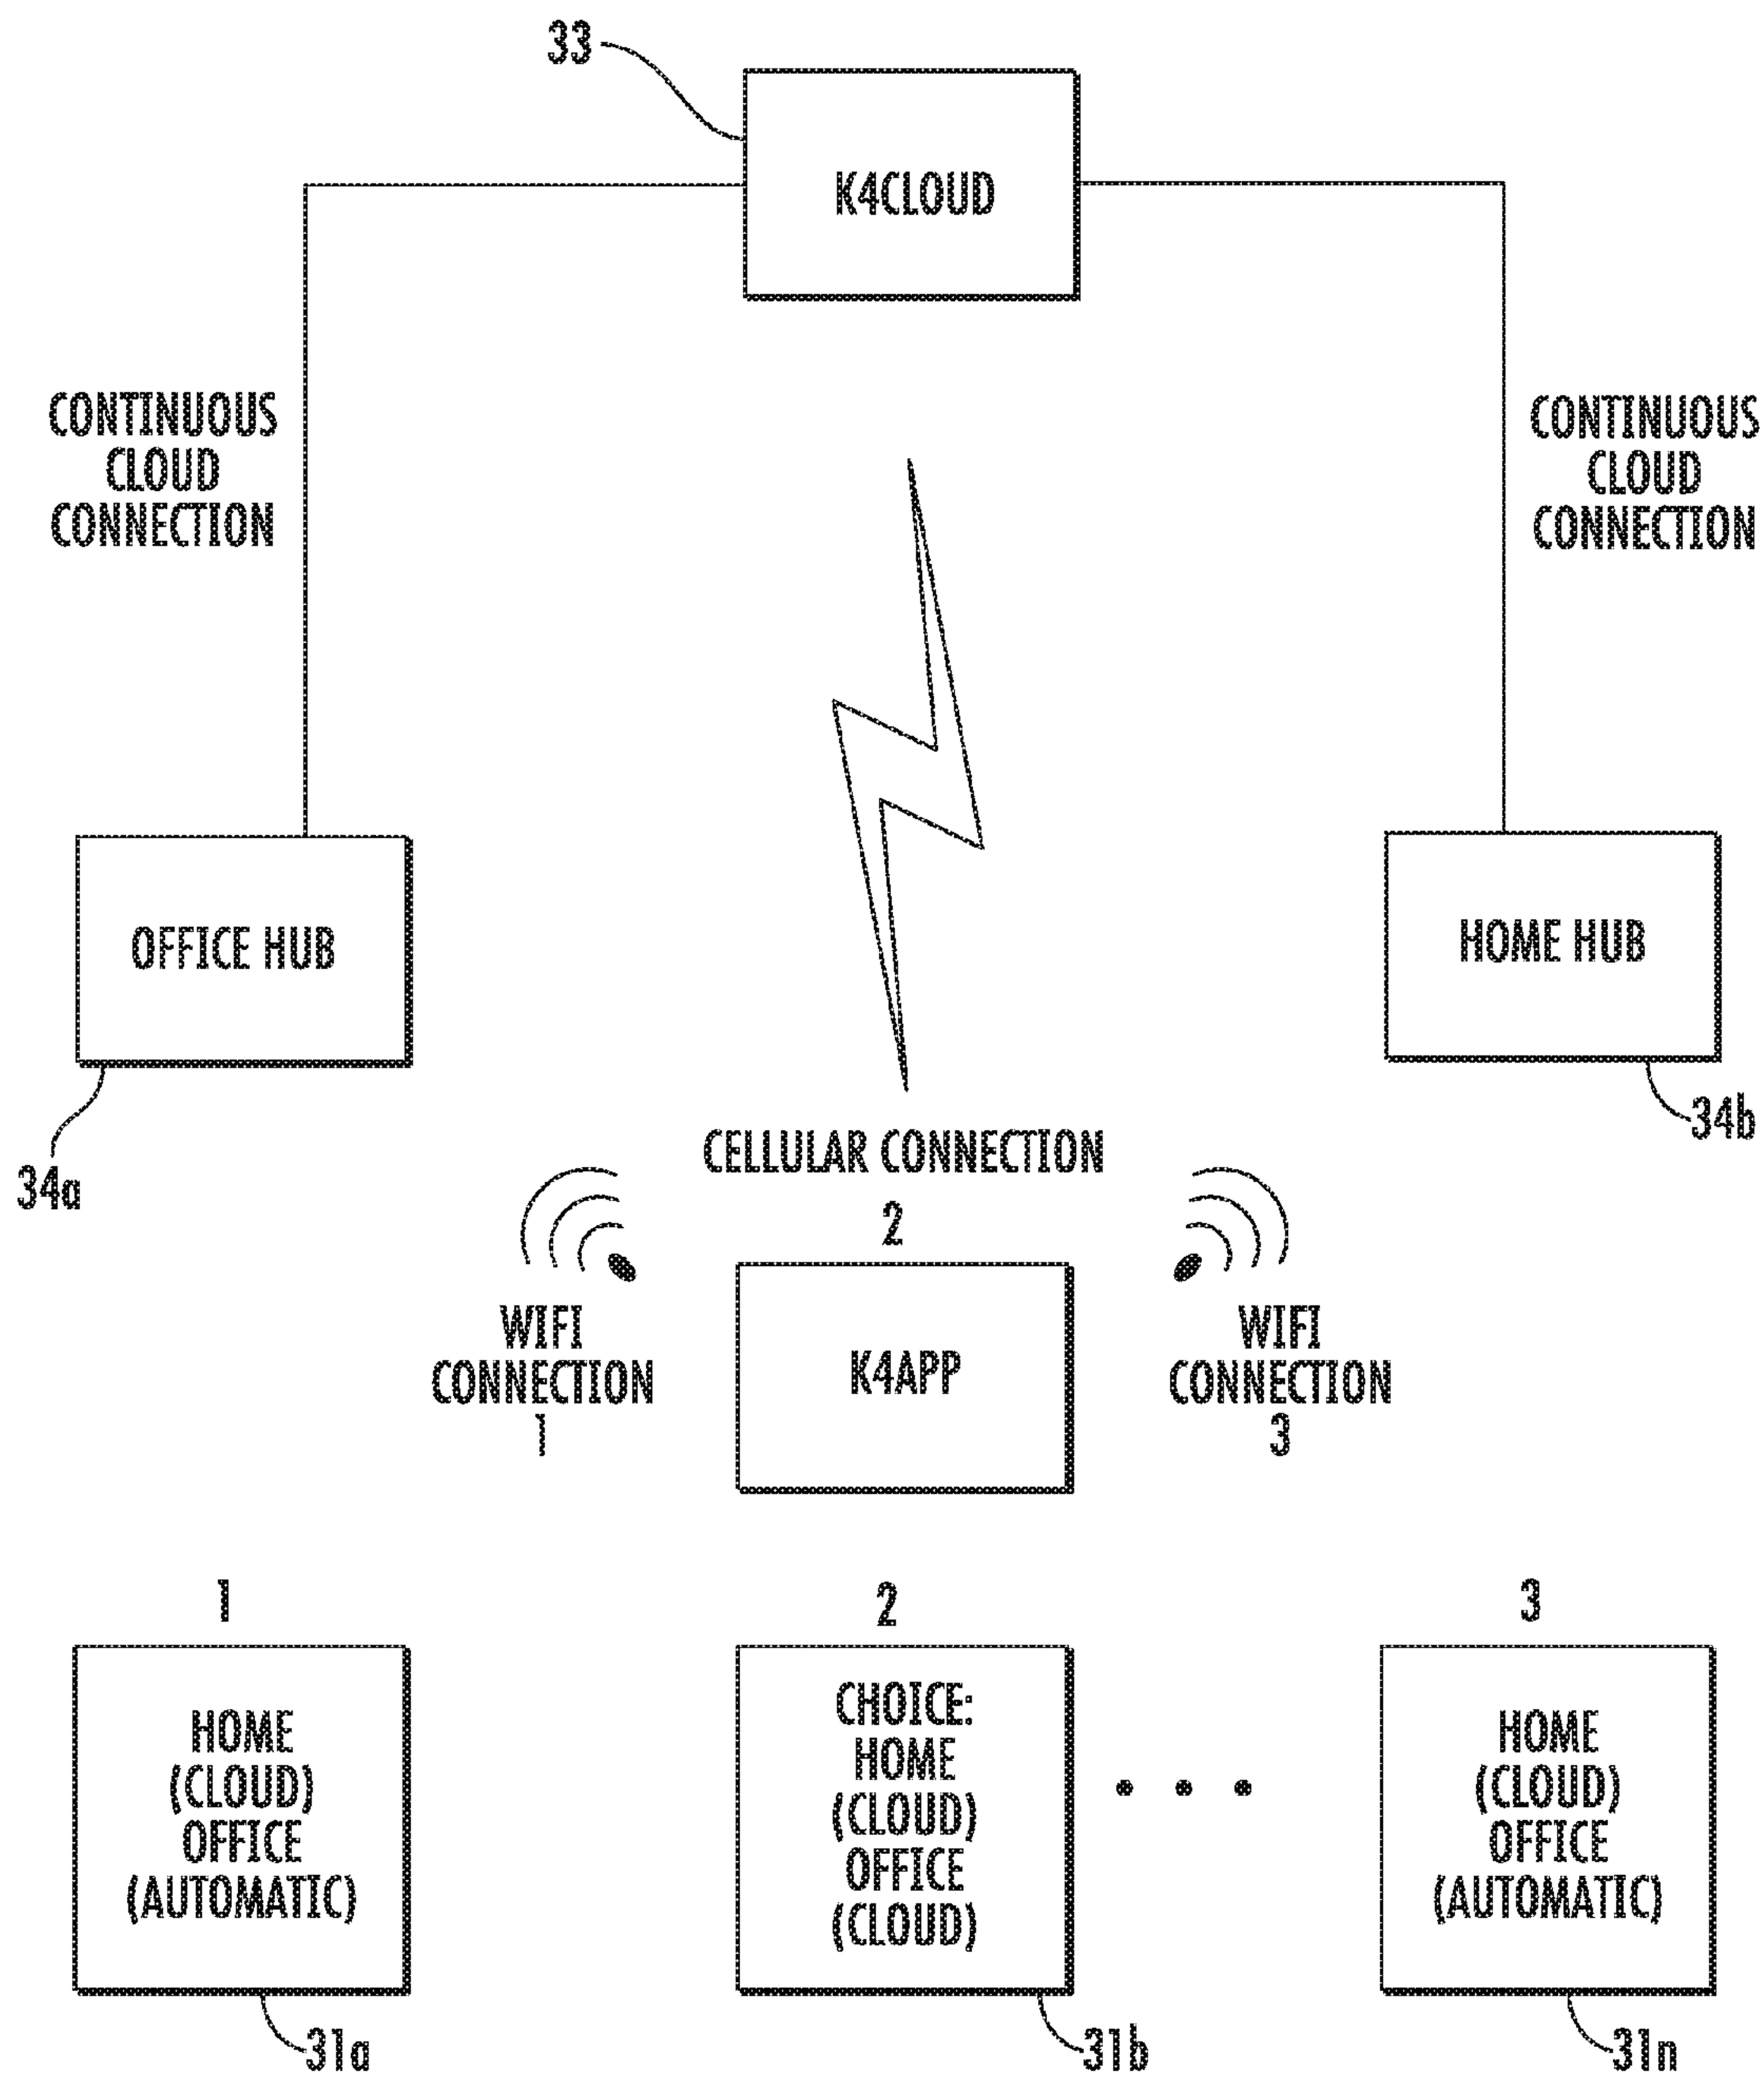 33
K4CLOUD
CONTINUOUS
CLOUD
CONNECTION
CONTINUOUS
CLOUD
CONNECTION
OFFICE HUB
HOME HUB
34a
34b
CELLULAR CONNECTION
2
WIFI
CONNECTION
1
K4APP
WIFI
CONNECTION
3
1
HOME
(CLOUD)
OFFICE
(AUTOMATIC)
31a
2
CHOICE:
HOME
(CLOUD)
OFFICE
(CLOUD)
31b
3
HOME
(CLOUD)
OFFICE
(AUTOMATIC)
31n